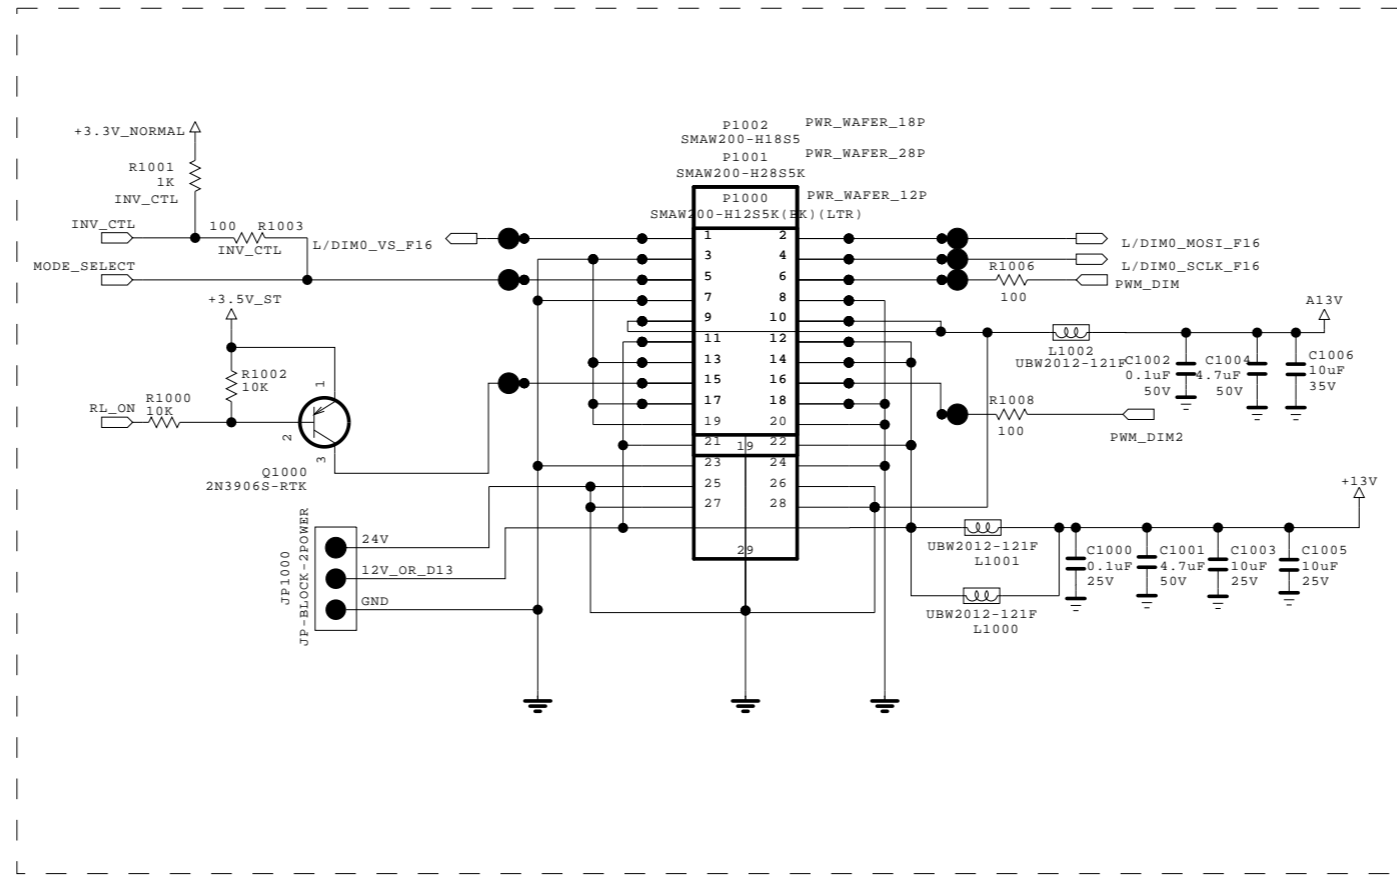 P1002
PWR_WAFER_18P
SMAW200-H18S5
P1001
PWR_WAFER_28P
SMAW200-H28S5K
P1000
PWR_WAFER_12P
SMAW200-H12S5K(BK)(LTR)
+3.3V_NORMAL
R1001
1K
INV_CTL
INV_CTL
100
R1003
INV_CTL
L/DIM0_VS_F16
MODE_SELECT
+3.5V_ST
R1002
10K
R1000
10K
RL_ON
1
2
3
Q1000
2N3906S-RTK
JP1000
JP-BLOCK-2POWER
24V
12V_OR_D13
GND
1 2
3 4
5 6
7 8
9 10
11 12
13 14
15 16
17 18
19 20
21 22
19
23 24
25 26
27 28
29
L/DIM0_MOSI_F16
L/DIM0_SCLK_F16
R1006
100
PWM_DIM
A13V
L1002
UBW2012-121F
C1002
0.1uF
50V
C1004
4.7uF
50V
C1006
10uF
35V
R1008
100
PWM_DIM2
+13V
UBW2012-121F
L1001
UBW2012-121F
L1000
C1000
0.1uF
25V
C1001
4.7uF
50V
C1003
10uF
25V
C1005
10uF
25V